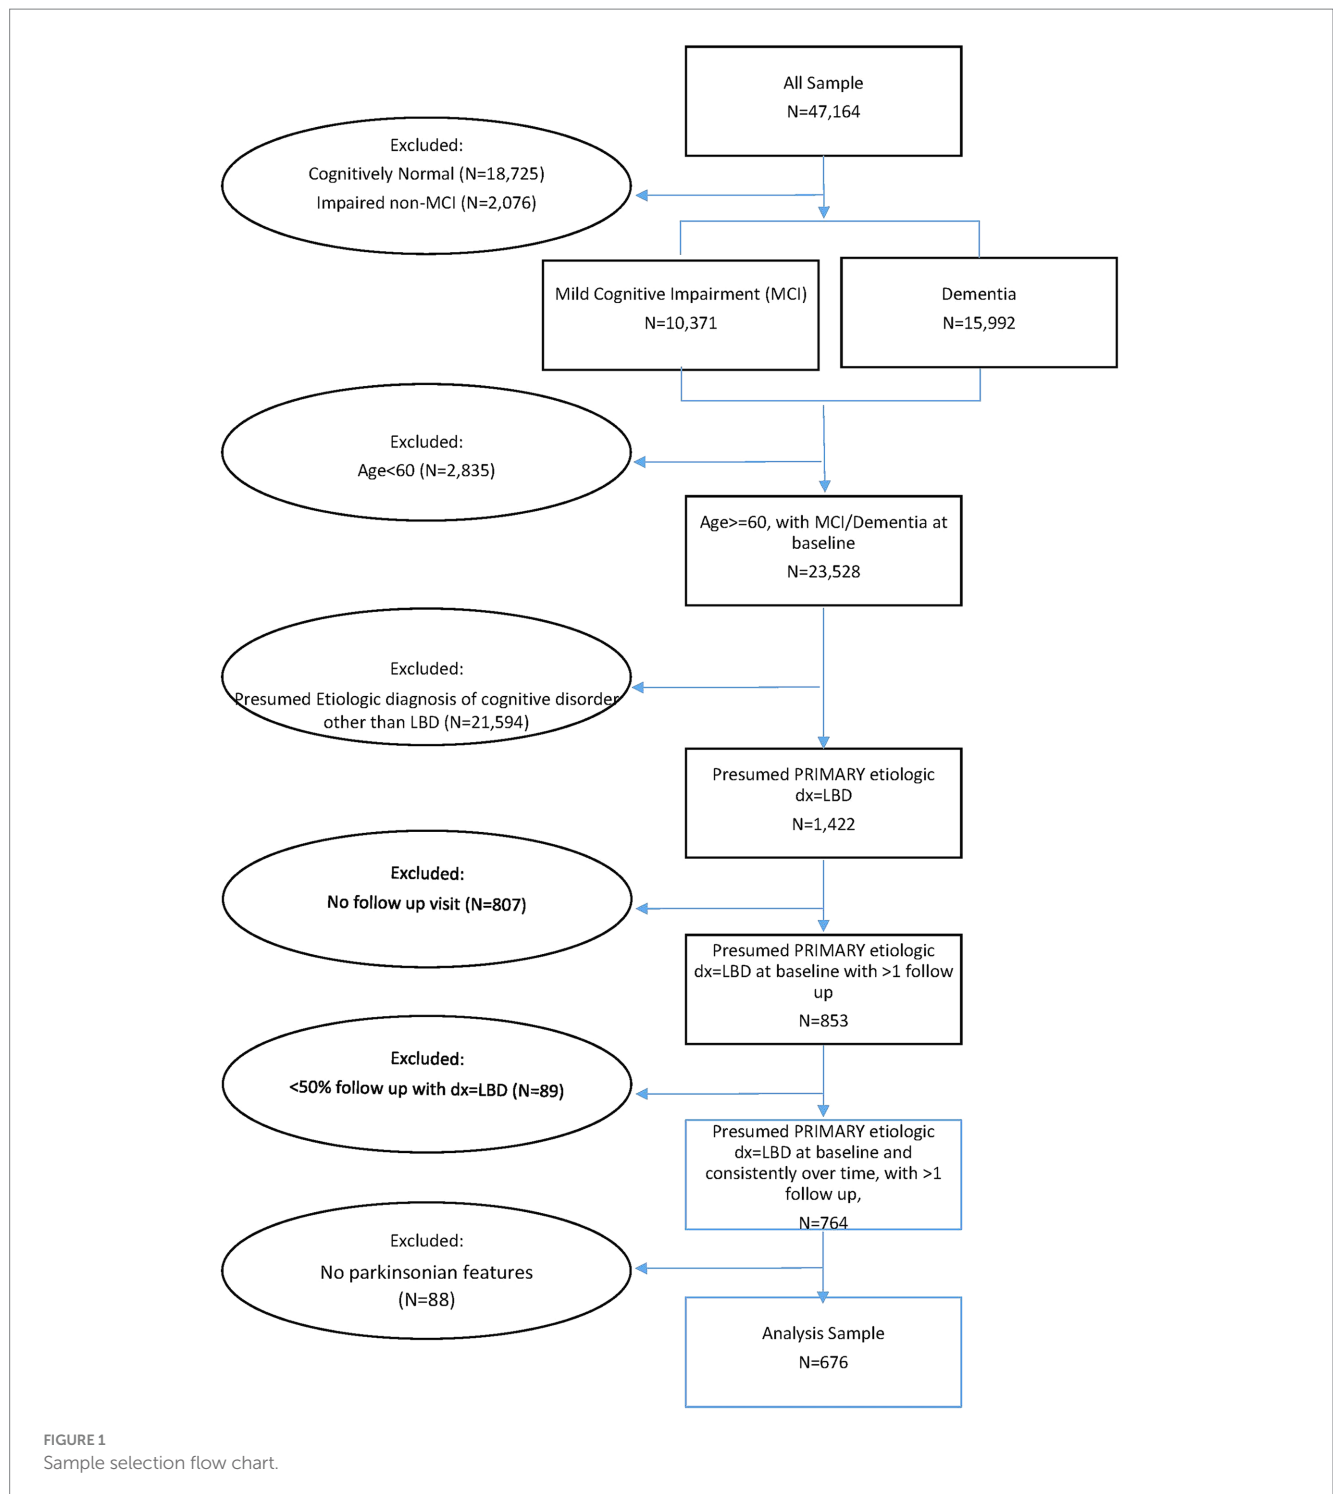 All Sample
N=47,164
Excluded:
Cognitively Normal (N=18,725)
Impaired non-MCI (N=2,076)
Mild Cognitive Impairment (MCI)
N=10,371
Dementia
N=15,992
Excluded:
Age<60 (N=2,835)
Age>=60, with MCI/Dementia at
baseline
N=23,528
Excluded:
Presumed Etiologic diagnosis of cognitive disorder
other than LBD (N=21,594)
Presumed PRIMARY etiologic
dx=LBD
N=1,422
Excluded:
No follow up visit (N=807)
Presumed PRIMARY etiologic
dx=LBD at baseline with >1 follow
up
N=853
Excluded:
<50% follow up with dx=LBD (N=89)
Presumed PRIMARY etiologic
dx=LBD at baseline and
consistently over time, with >1
follow up,
N=764
Excluded:
No parkinsonian features
(N=88)
Analysis Sample
N=676
FIGURE 1
Sample selection flow chart.